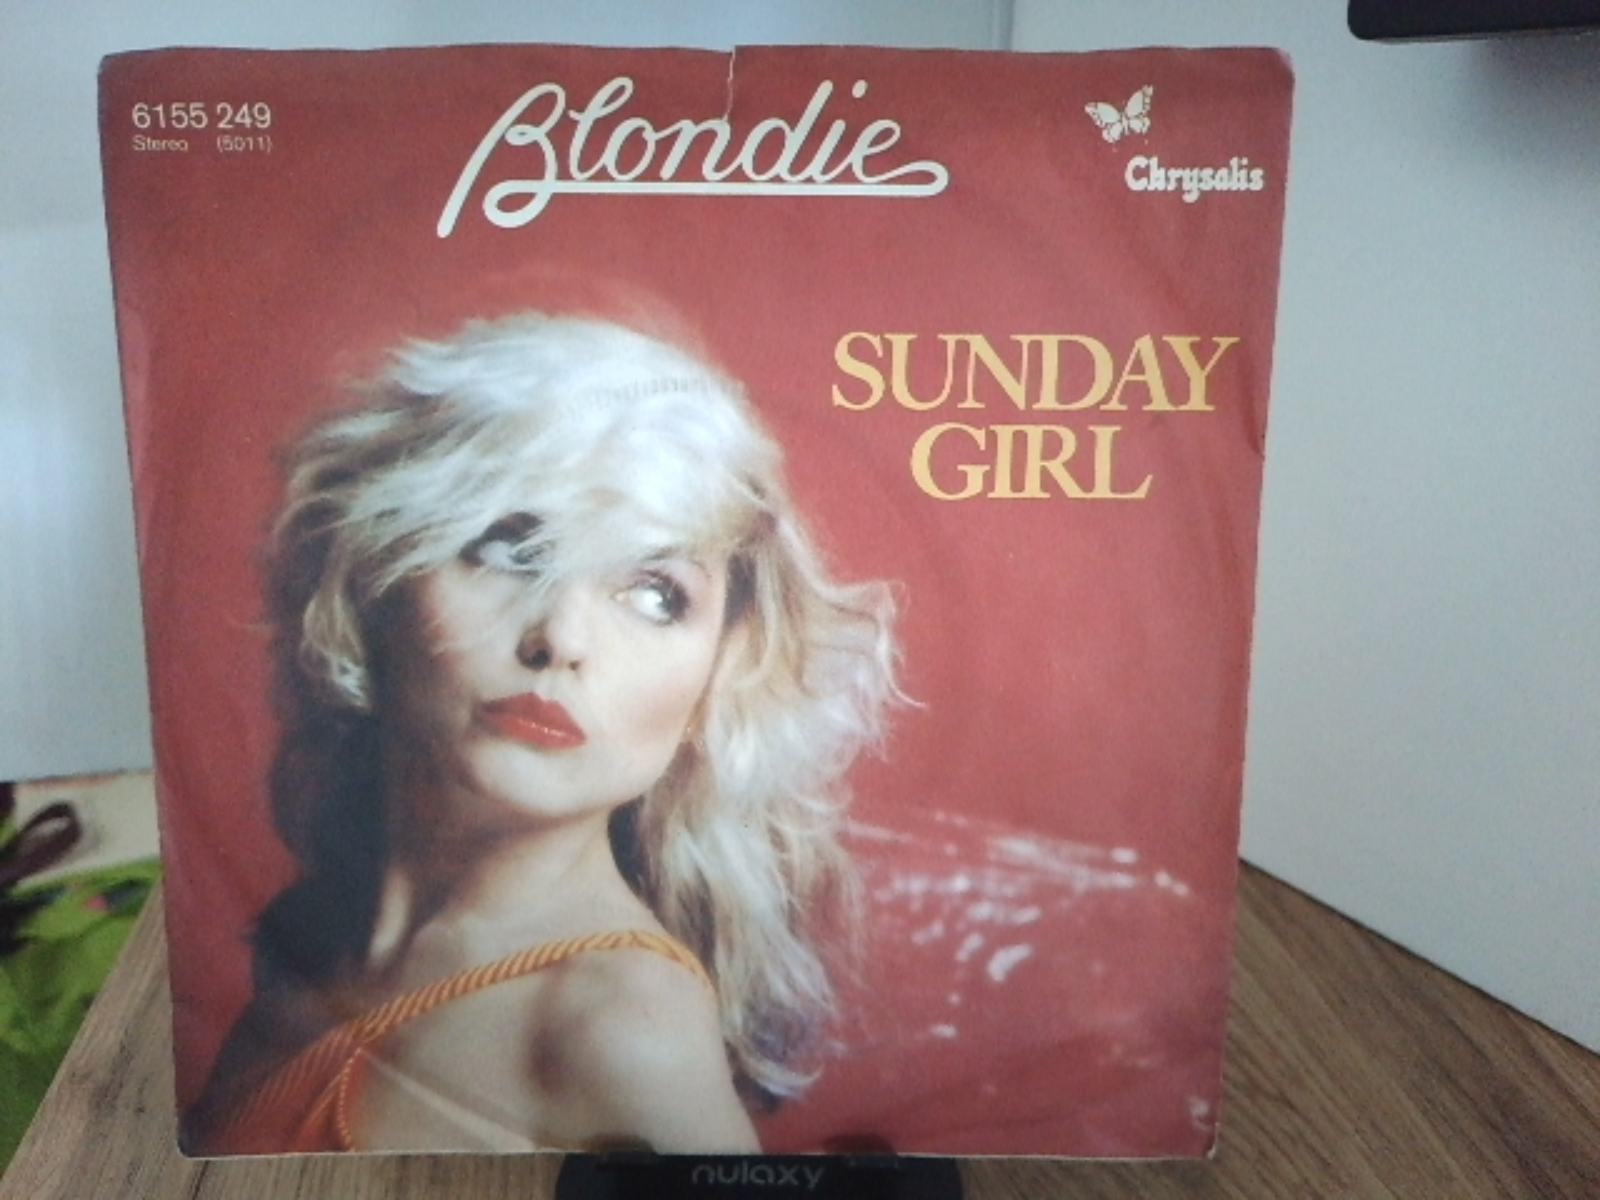 6155 249
Stereo (5011)
Blondie
Chrysalis
SUNDAY
GIRL
nulaxy